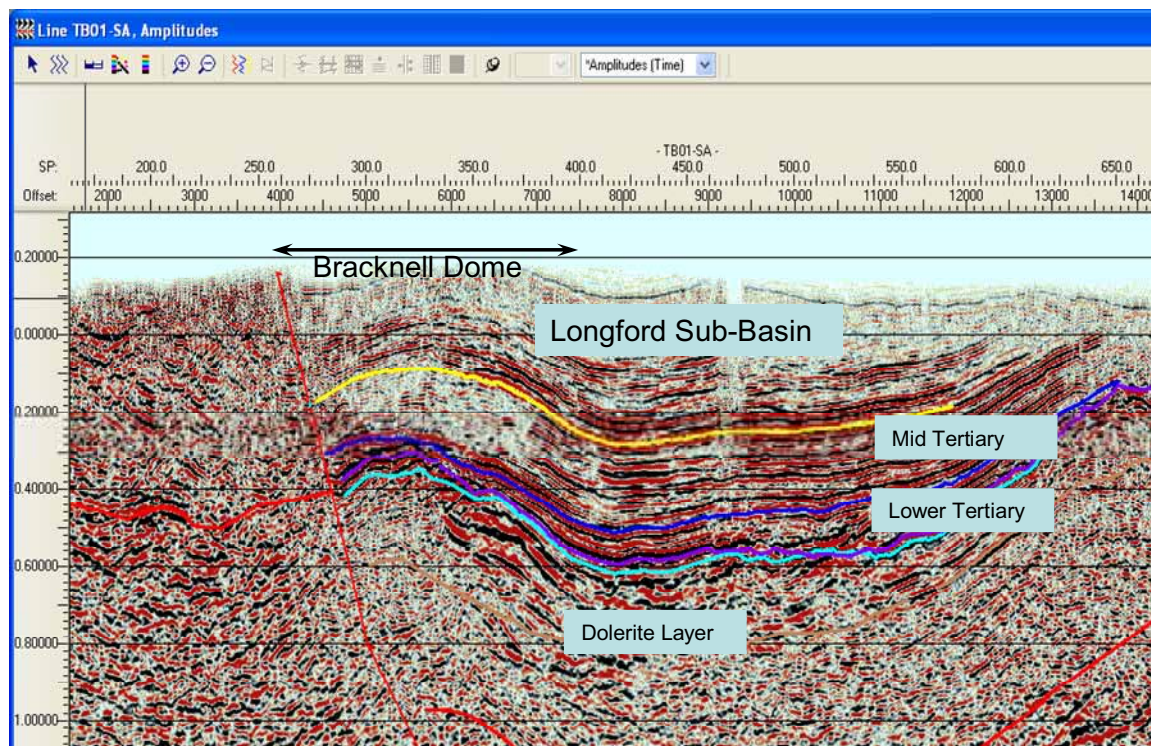 Line TB01-SA, Amplitudes
*Amplitudes (Time)
- TB01-SA -
SP: 200.0 250.0 300.0 350.0 400.0 450.0 500.0 550.0 600.0 650.0
Offset: 2000 3000 4000 5000 6000 7000 8000 9000 10000 11000 12000 13000 14000
0.20000
Bracknell Dome
Longford Sub-Basin
0.00000
0.20000
Mid Tertiary
0.40000
Lower Tertiary
0.60000
Dolerite Layer
0.80000
1.00000